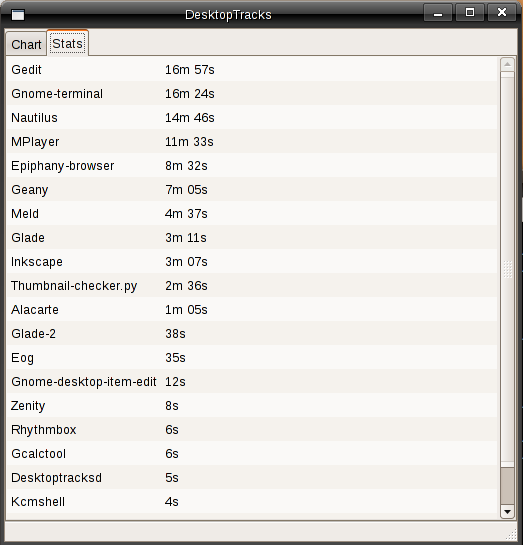 DesktopTracks
Chart Stats
Gedit 16m 57s
Gnome-terminal 16m 24s
Nautilus 14m 46s
MPlayer 11m 33s
Epiphany-browser 8m 32s
Geany 7m 05s
Meld 4m 37s
Glade 3m 11s
Inkscape 3m 07s
Thumbnail-checker.py 2m 36s
Alacarte 1m 05s
Glade-2 38s
Eog 35s
Gnome-desktop-item-edit 12s
Zenity 8s
Rhythmbox 6s
Gcalctool 6s
Desktoptracksd 5s
Kcmshell 4s